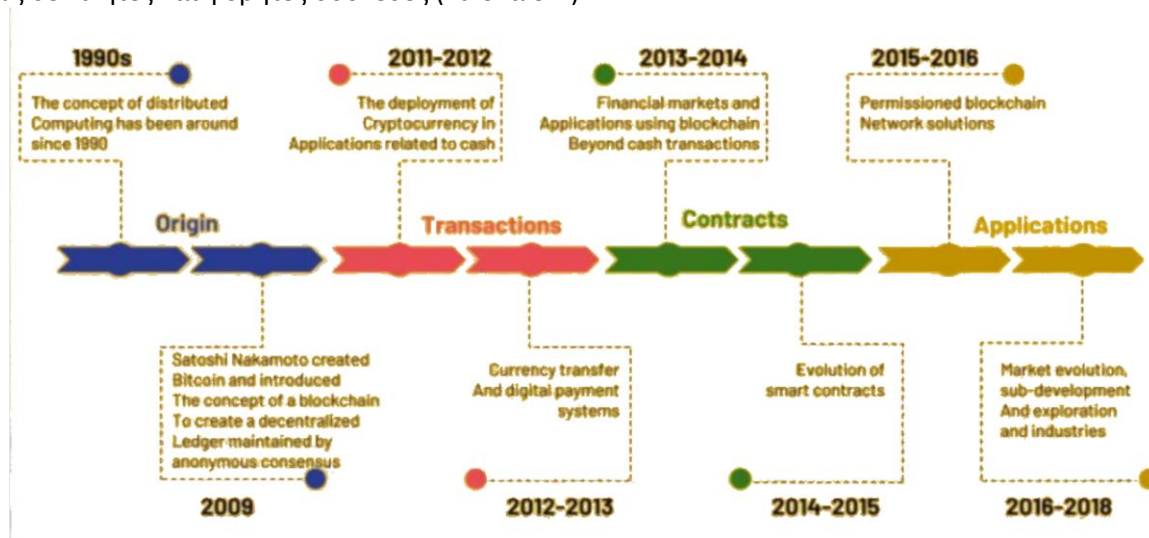 1990s
The concept of distributed
Computing has been around
since 1990
2011-2012
The deployment of
Cryptocurrency in
Applications related to cash
2013-2014
Financial markets and
Applications using blockchain
Beyond cash transactions
2015-2016
Permissioned blockchain
Network solutions
Origin
Transactions
Contracts
Applications
Satoshi Nakamoto created
Bitcoin and introduced
The concept of a blockchain
To create a decentralized
Ledger maintained by
anonymous consensus
2009
Currency transfer
And digital payment
systems
2012-2013
Evolution of
smart contracts
2014-2015
Market evolution,
sub-development
And exploration
and industries
2016-2018